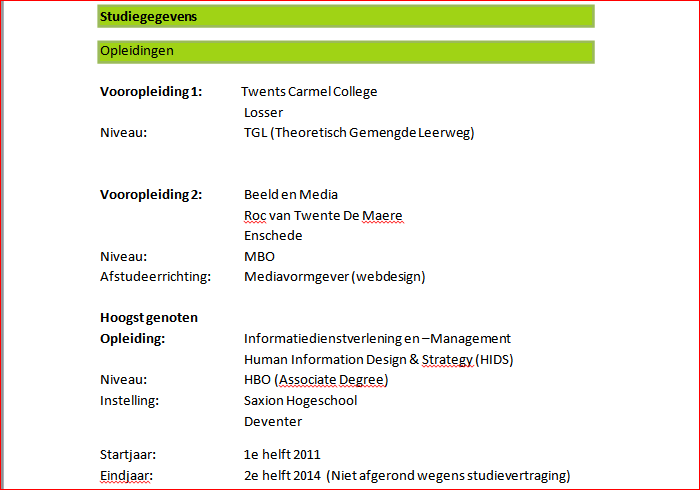 Studiegegevens
Opleidingen
Vooropleiding 1: Twents Carmel College
Losser
Niveau: TGL (Theoretisch Gemengde Leerweg)
Vooropleiding 2: Beeld en Media
Roc van Twente De Maere
Enschede
Niveau: MBO
Afstudeerrichting: Mediavormgever (webdesign)
Hoogst genoten
Opleiding: Informatiedienstverlening en –Management
Human Information Design & Strategy (HIDS)
Niveau: HBO (Associate Degree)
Instelling: Saxion Hogeschool
Deventer
Startjaar: 1e helft 2011
Eindjaar: 2e helft 2014 (Niet afgerond wegens studievertraging)